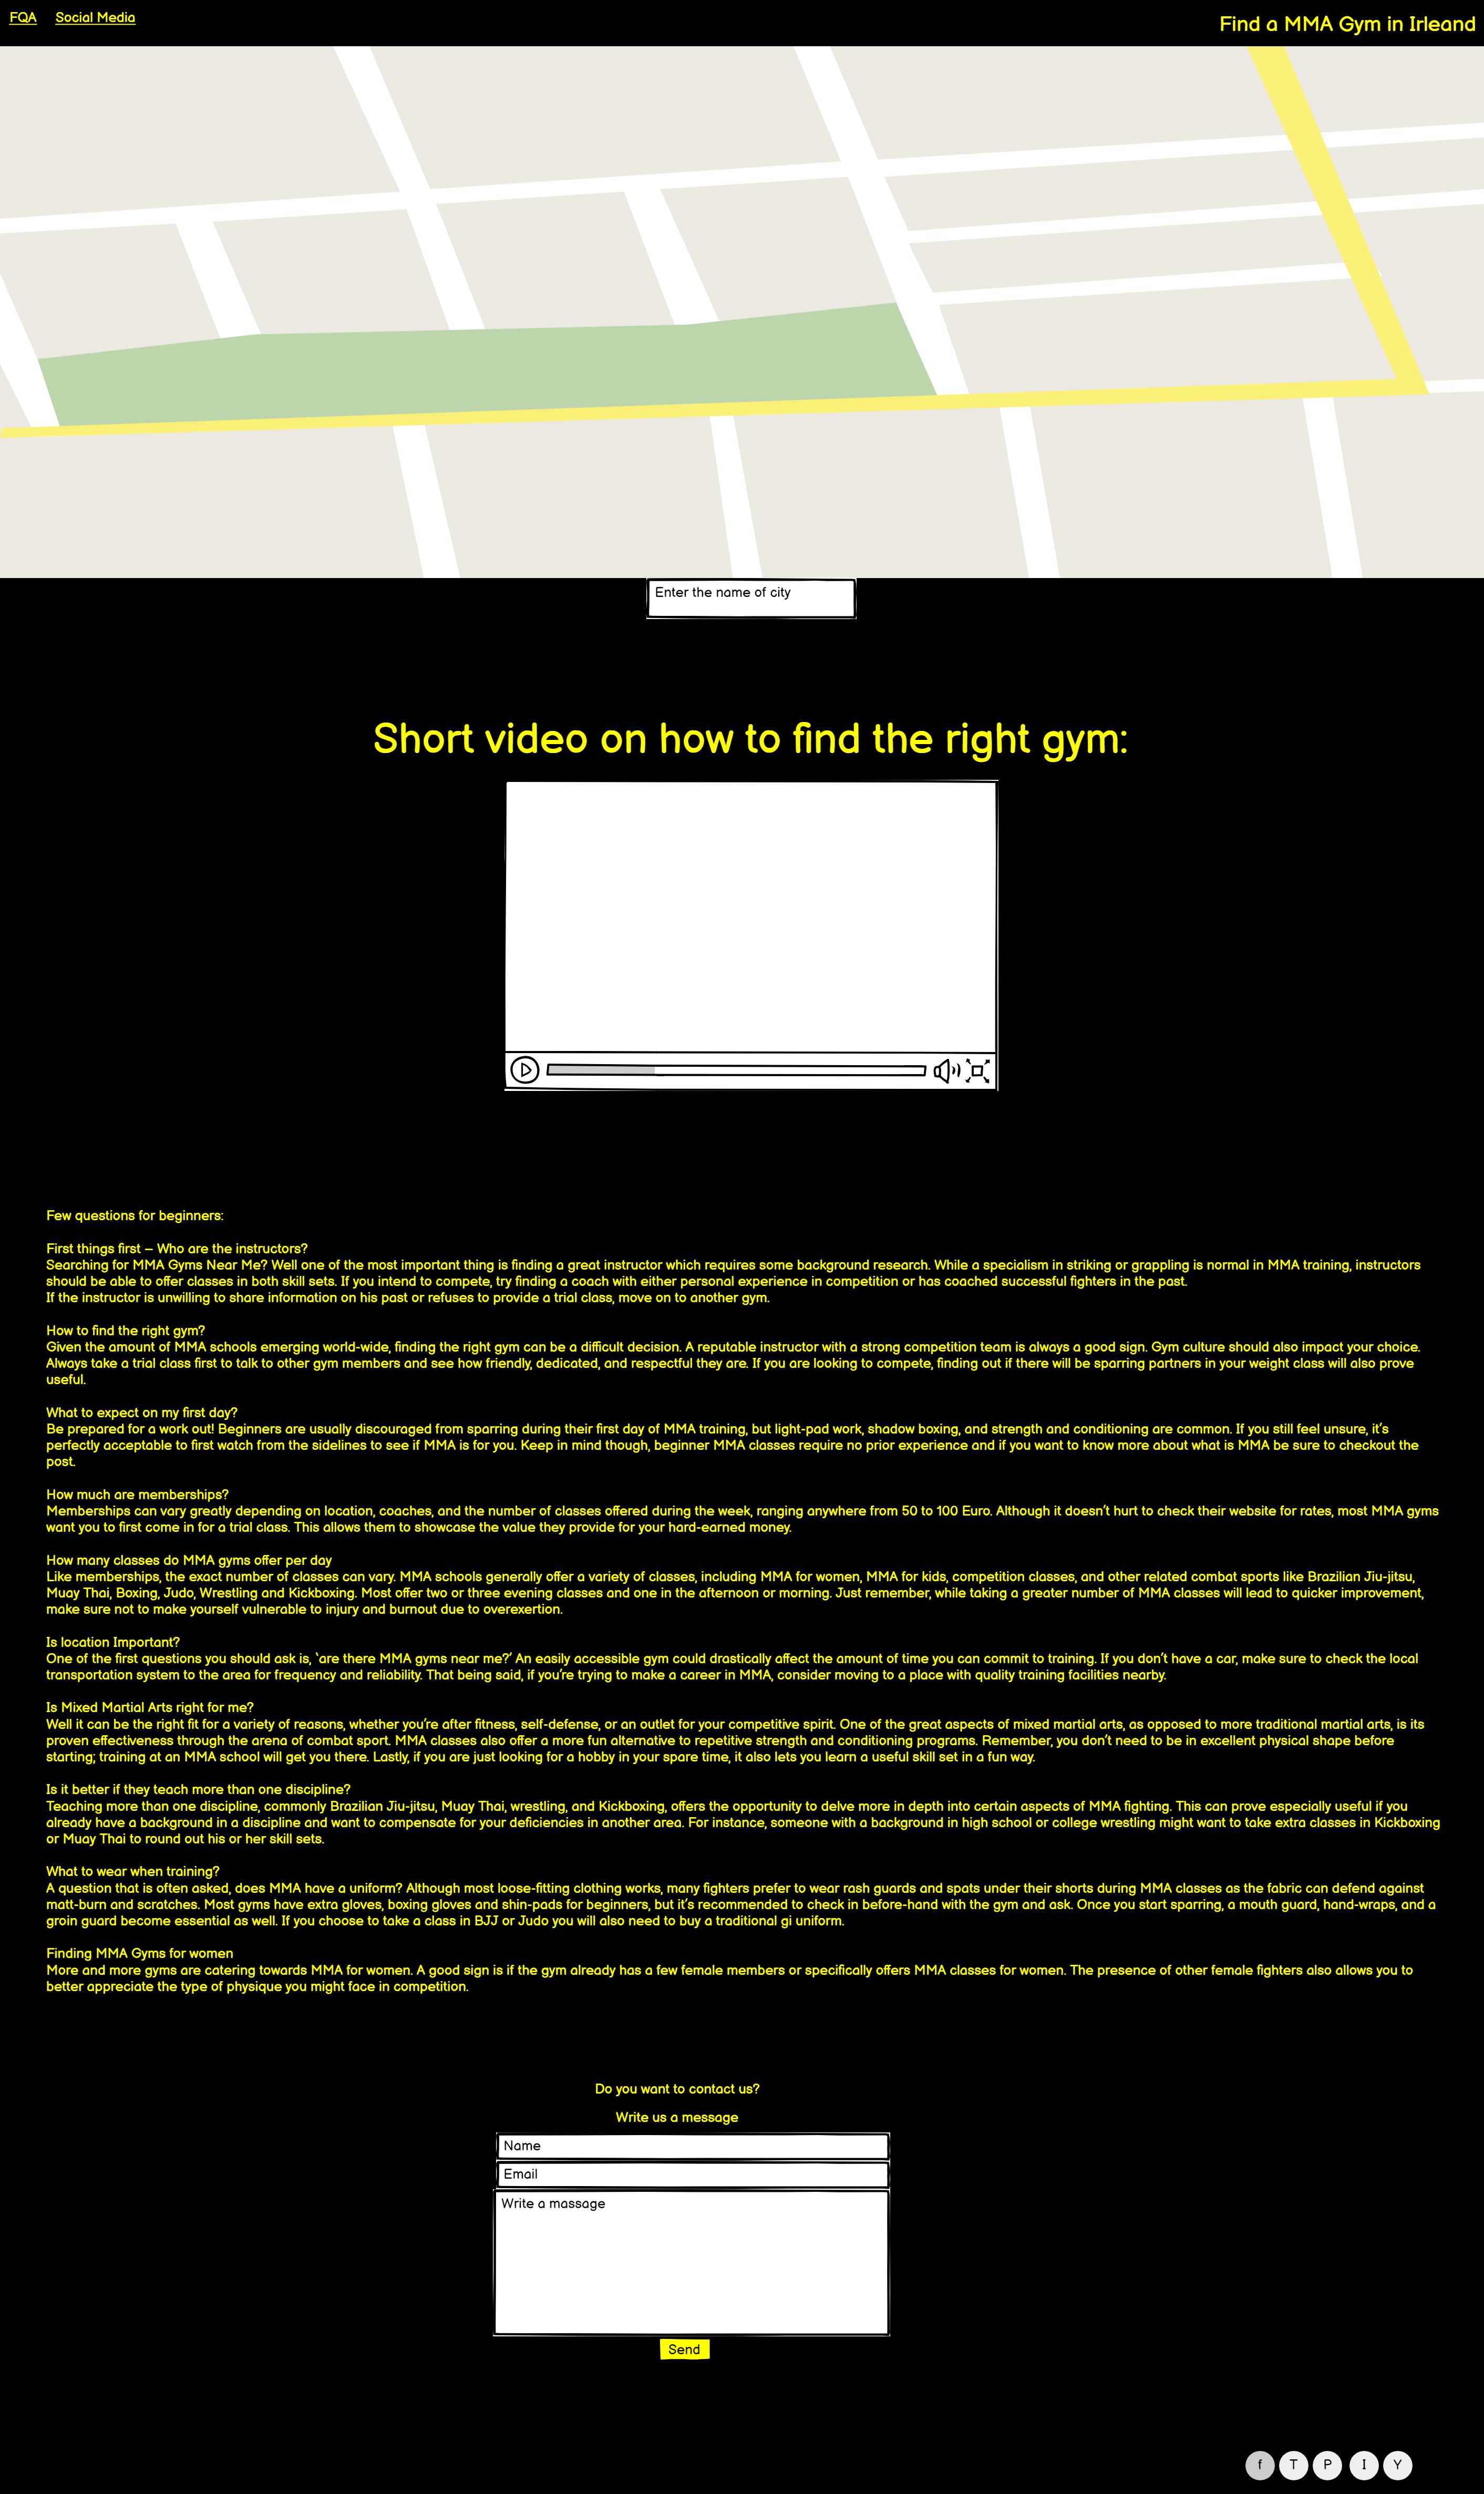 FQA Social Media
Find a MMA Gym in Irleand
Enter the name of city
Short video on how to find the right gym:
Few questions for beginners:
First things first – Who are the instructors?
Searching for MMA Gyms Near Me? Well one of the most important thing is finding a great instructor which requires some background research. While a specialism in striking or grappling is normal in MMA training, instructors
should be able to offer classes in both skill sets. If you intend to compete, try finding a coach with either personal experience in competition or has coached successful fighters in the past.
If the instructor is unwilling to share information on his past or refuses to provide a trial class, move on to another gym.
How to find the right gym?
Given the amount of MMA schools emerging world-wide, finding the right gym can be a difficult decision. A reputable instructor with a strong competition team is always a good sign. Gym culture should also impact your choice.
Always take a trial class first to talk to other gym members and see how friendly, dedicated, and respectful they are. If you are looking to compete, finding out if there will be sparring partners in your weight class will also prove
useful.
What to expect on my first day?
Be prepared for a work out! Beginners are usually discouraged from sparring during their first day of MMA training, but light-pad work, shadow boxing, and strength and conditioning are common. If you still feel unsure, it's
perfectly acceptable to first watch from the sidelines to see if MMA is for you. Keep in mind though, beginner MMA classes require no prior experience and if you want to know more about what is MMA be sure to checkout the
post.
How much are memberships?
Memberships can vary greatly depending on location, coaches, and the number of classes offered during the week, ranging anywhere from 50 to 100 Euro. Although it doesn't hurt to check their website for rates, most MMA gyms
want you to first come in for a trial class. This allows them to showcase the value they provide for your hard-earned money.
How many classes do MMA gyms offer per day
Like memberships, the exact number of classes can vary. MMA schools generally offer a variety of classes, including MMA for women, MMA for kids, competition classes, and other related combat sports like Brazilian Jiu-jitsu,
Muay Thai, Boxing, Judo, Wrestling and Kickboxing. Most offer two or three evening classes and one in the afternoon or morning. Just remember, while taking a greater number of MMA classes will lead to quicker improvement,
make sure not to make yourself vulnerable to injury and burnout due to overexertion.
Is location Important?
One of the first questions you should ask is, 'are there MMA gyms near me?' An easily accessible gym could drastically affect the amount of time you can commit to training. If you don't have a car, make sure to check the local
transportation system to the area for frequency and reliability. That being said, if you're trying to make a career in MMA, consider moving to a place with quality training facilities nearby.
Is Mixed Martial Arts right for me?
Well it can be the right fit for a variety of reasons, whether you're after fitness, self-defense, or an outlet for your competitive spirit. One of the great aspects of mixed martial arts, as opposed to more traditional martial arts, is its
proven effectiveness through the arena of combat sport. MMA classes also offer a more fun alternative to repetitive strength and conditioning programs. Remember, you don't need to be in excellent physical shape before
starting; training at an MMA school will get you there. Lastly, if you are just looking for a hobby in your spare time, it also lets you learn a useful skill set in a fun way.
Is it better if they teach more than one discipline?
Teaching more than one discipline, commonly Brazilian Jiu-jitsu, Muay Thai, wrestling, and Kickboxing, offers the opportunity to delve more in depth into certain aspects of MMA fighting. This can prove especially useful if you
already have a background in a discipline and want to compensate for your deficiencies in another area. For instance, someone with a background in high school or college wrestling might want to take extra classes in Kickboxing
or Muay Thai to round out his or her skill sets.
What to wear when training?
A question that is often asked, does MMA have a uniform? Although most loose-fitting clothing works, many fighters prefer to wear rash guards and spats under their shorts during MMA classes as the fabric can defend against
matt-burn and scratches. Most gyms have extra gloves, boxing gloves and shin-pads for beginners, but it's recommended to check in before-hand with the gym and ask. Once you start sparring, a mouth guard, hand-wraps, and a
groin guard become essential as well. If you choose to take a class in BJJ or Judo you will also need to buy a traditional gi uniform.
Finding MMA Gyms for women
More and more gyms are catering towards MMA for women. A good sign is if the gym already has a few female members or specifically offers MMA classes for women. The presence of other female fighters also allows you to
better appreciate the type of physique you might face in competition.
Do you want to contact us?
Write us a message
Name
Email
Write a massage
Send
f T P I Y